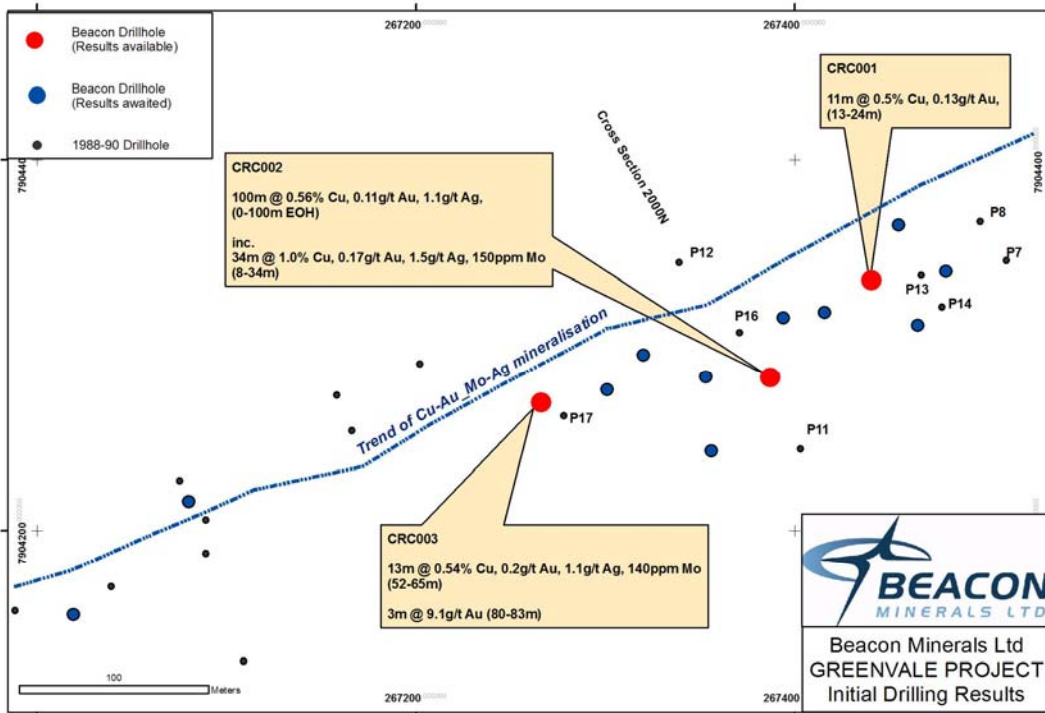 267200
267400
Beacon Drillhole
(Results available)
Beacon Drillhole
(Results awaited)
1988-90 Drillhole
CRC001
11m @ 0.5% Cu, 0.13g/t Au,
(13-24m)
Cross Section 2000N
7904400
CRC002
100m @ 0.56% Cu, 0.11g/t Au, 1.1g/t Ag,
(0-100m EOH)
inc.
34m @ 1.0% Cu, 0.17g/t Au, 1.5g/t Ag, 150ppm Mo
(8-34m)
P8
P12
P7
P13
P14
P16
Trend of Cu-Au_Mo-Ag mineralisation
P17
P11
7904200
CRC003
13m @ 0.54% Cu, 0.2g/t Au, 1.1g/t Ag, 140ppm Mo
(52-65m)
3m @ 9.1g/t Au (80-83m)
BEACON
MINERALS LTD
Beacon Minerals Ltd
GREENVALE PROJECT
Initial Drilling Results
100
Meters
267200
267400